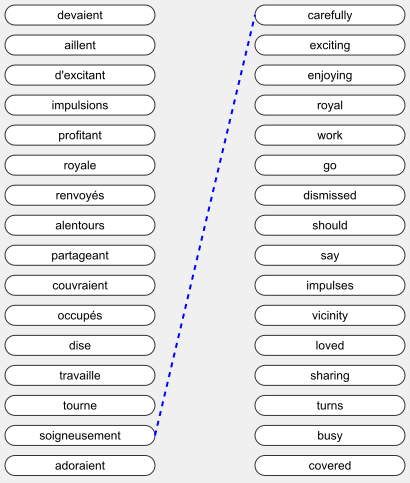 devaient carefully
aillent exciting
d'excitant enjoying
impulsions royal
profitant work
royale go
renvoyés dismissed
alentours should
partageant say
couvraient impulses
occupés vicinity
dise loved
travaille sharing
tourne turns
soigneusement busy
adoraient covered